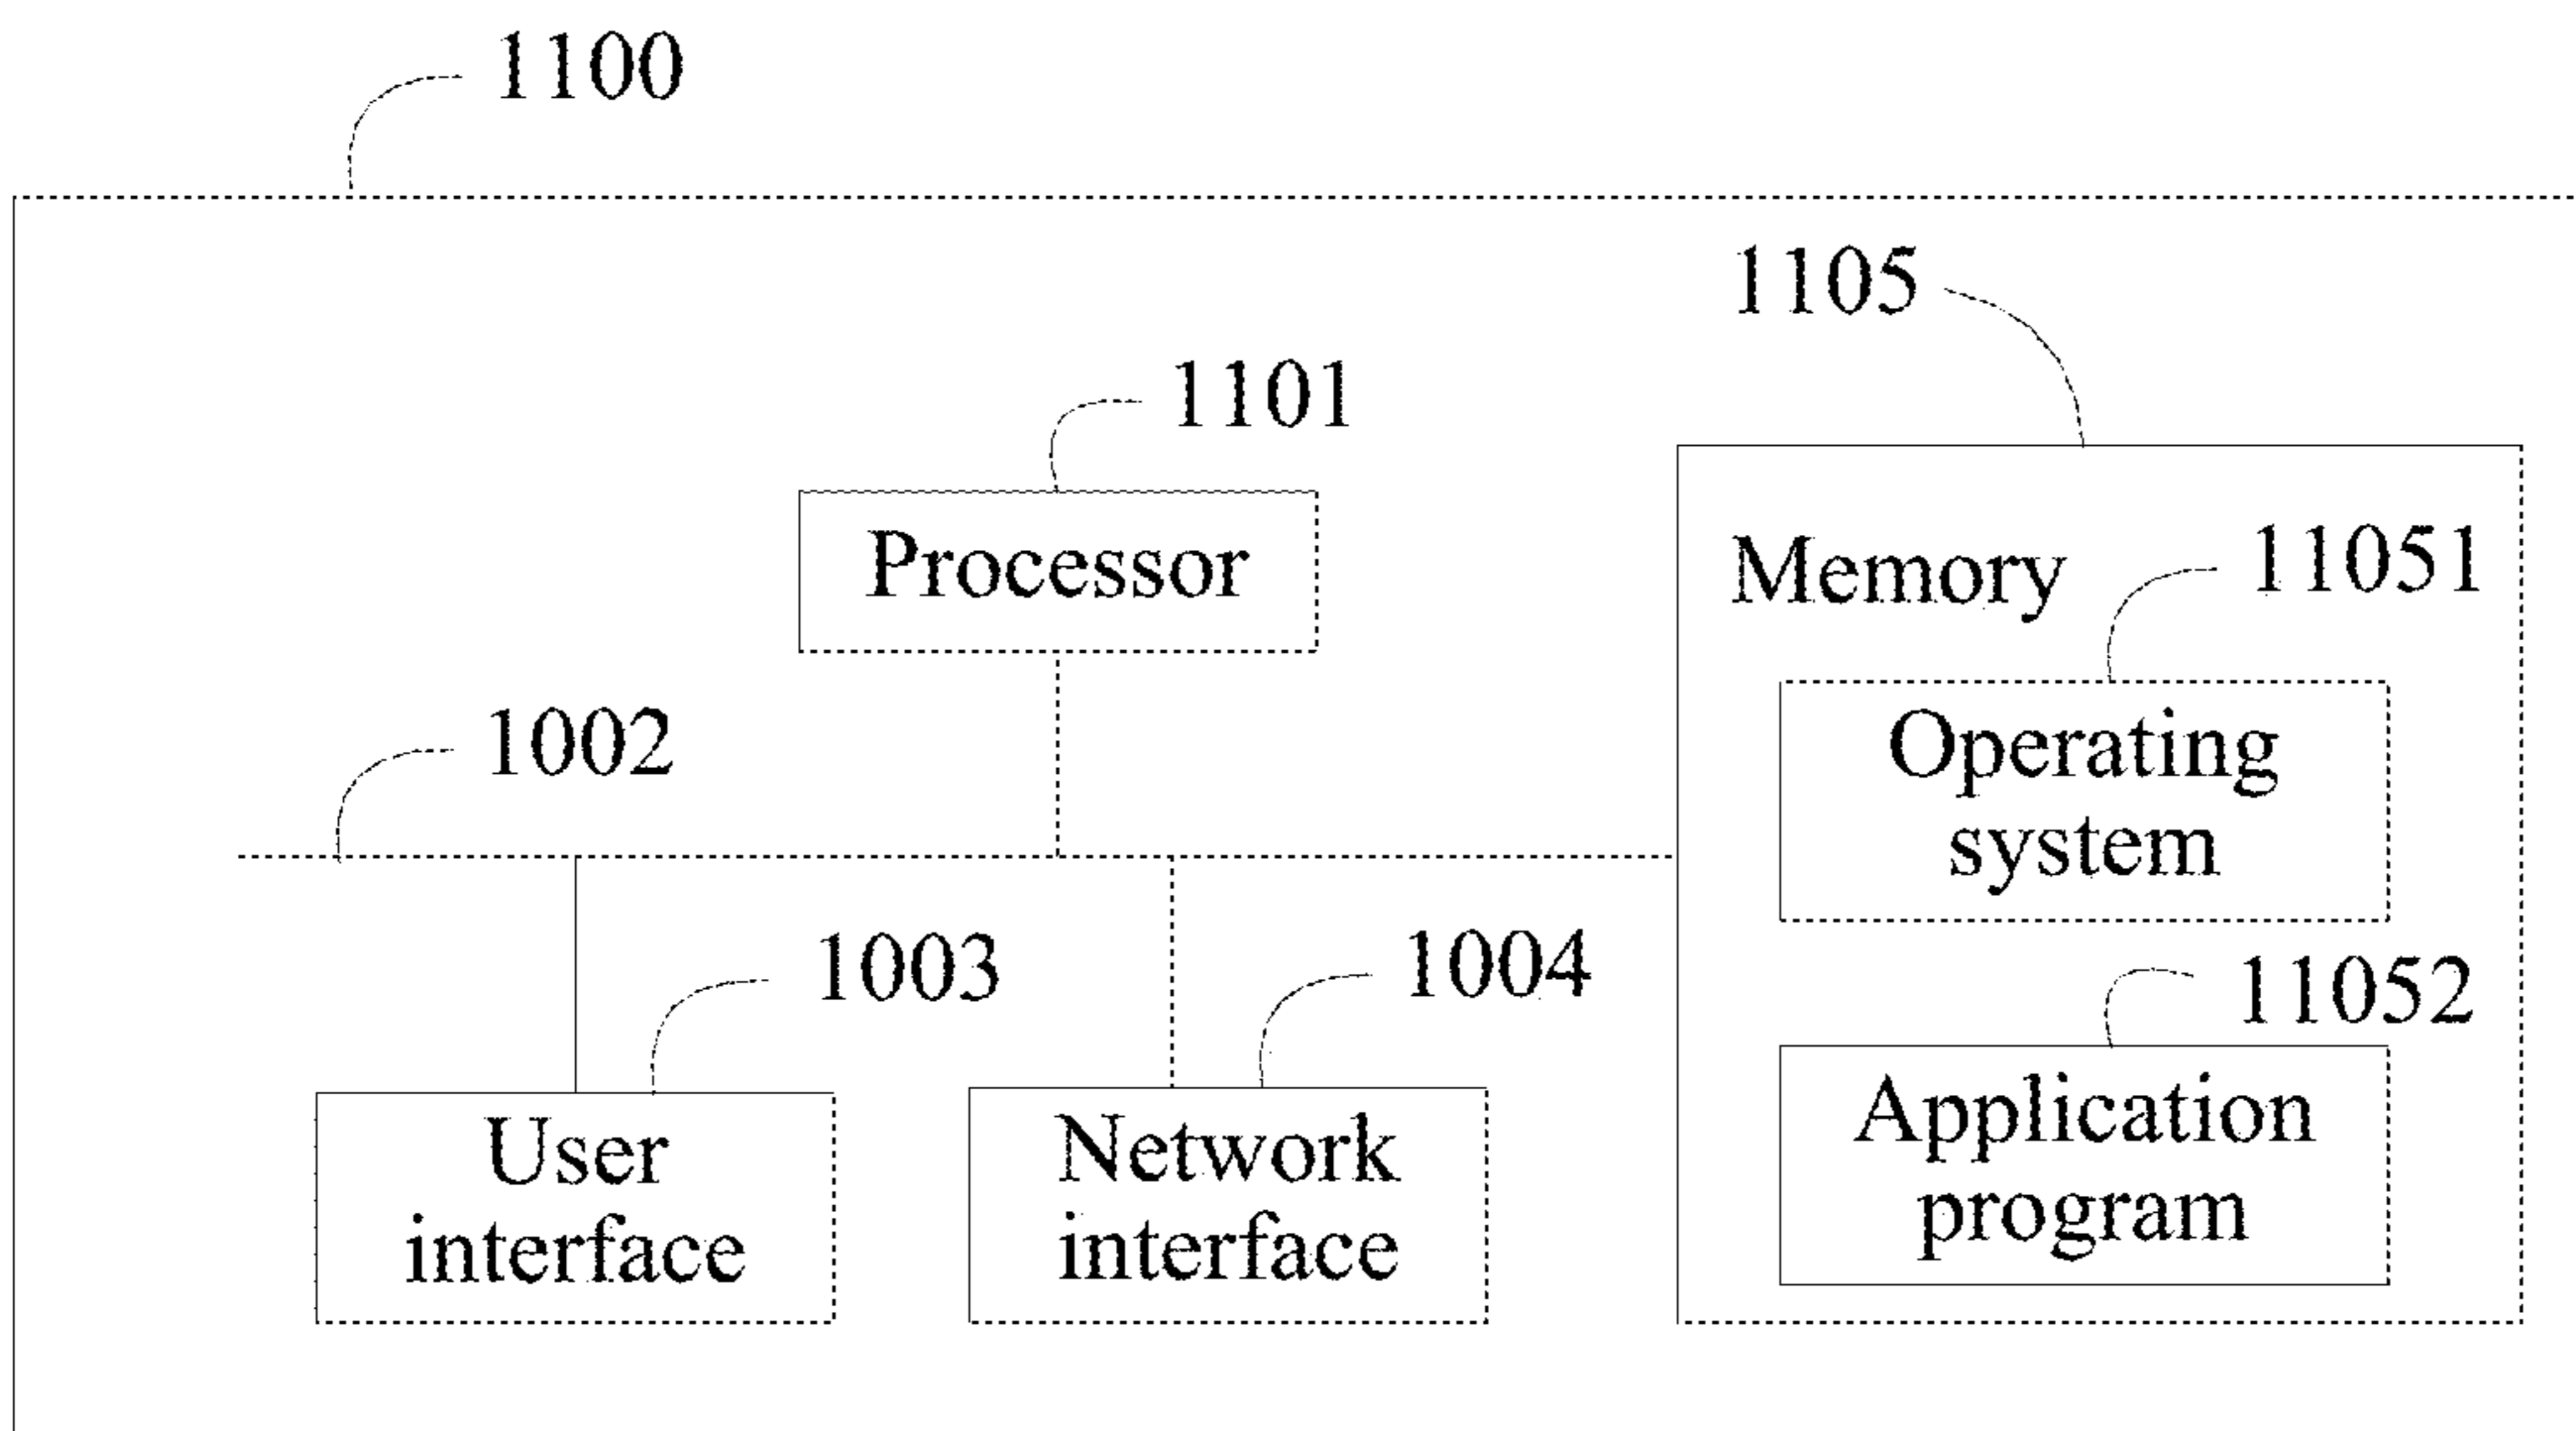 1100
1105
1101
Processor
Memory
11051
Operating
system
1002
1003
1004
11052
User
interface
Network
interface
Application
program